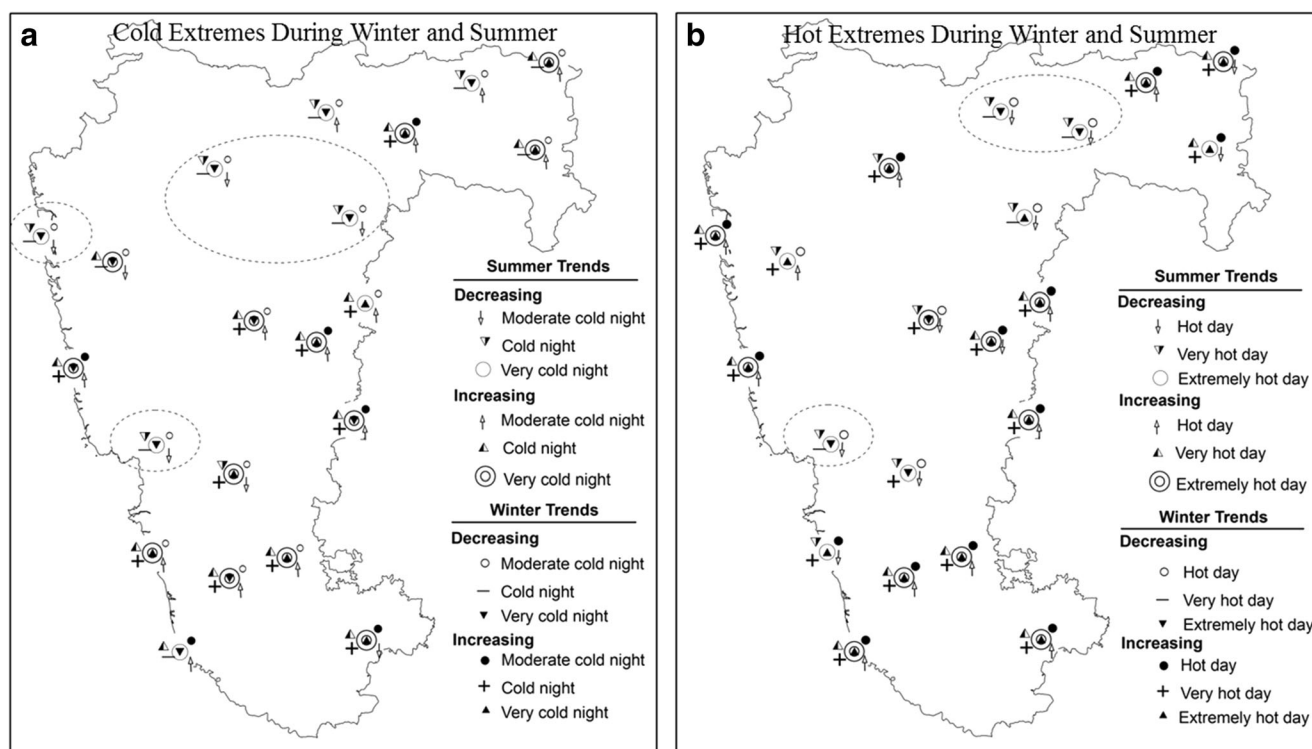 a
Cold Extremes During Winter and Summer
Summer Trends
Decreasing
Moderate cold night
Cold night
Very cold night
Increasing
Moderate cold night
Cold night
Very cold night
Winter Trends
Decreasing
Moderate cold night
Cold night
Very cold night
Increasing
Moderate cold night
Cold night
Very cold night
b
Hot Extremes During Winter and Summer
Summer Trends
Decreasing
Hot day
Very hot day
Extremely hot day
Increasing
Hot day
Very hot day
Extremely hot day
Winter Trends
Decreasing
Hot day
Very hot day
Extremely hot day
Increasing
Hot day
Very hot day
Extremely hot day